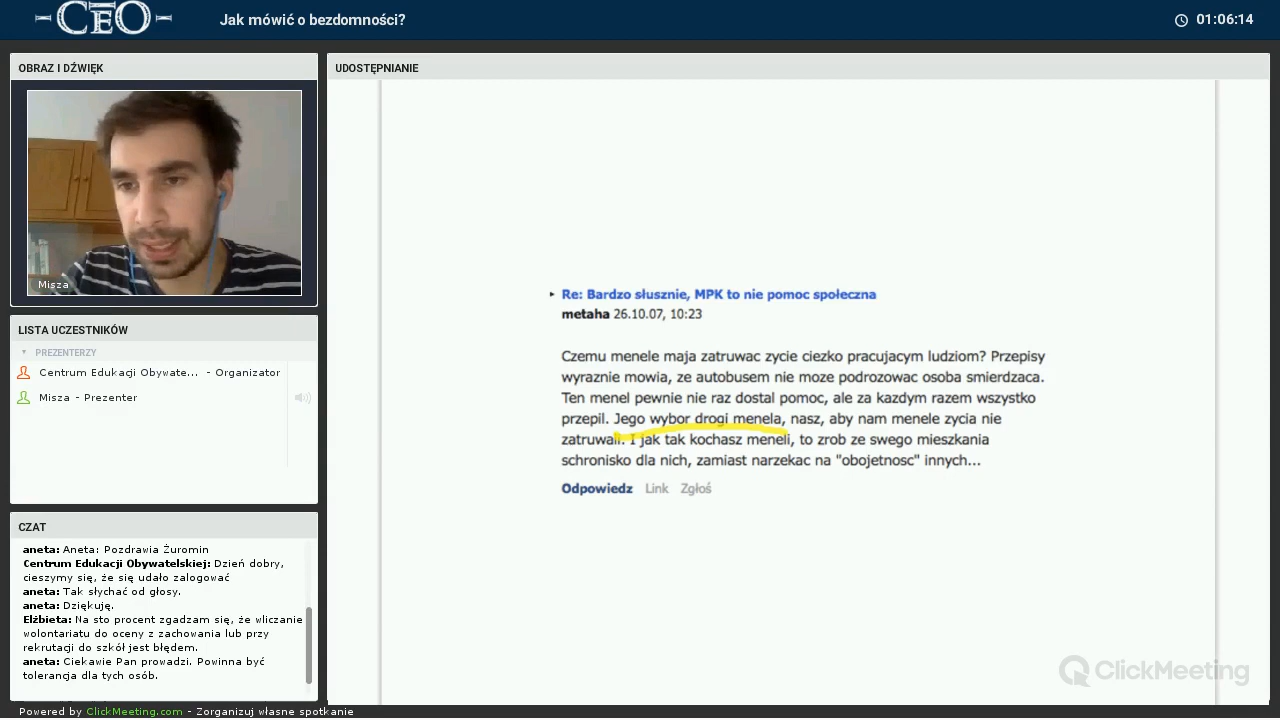 CEO
Jak mówić o bezdomności?
01:06:14
OBRAZ I DŹWIĘK
Misza
LISTA UCZESTNIKÓW
PREZENTERZY
Centrum Edukacji Obywate... - Organizator
Misza - Prezenter
CZAT
aneta: Aneta: Pozdrawia Żuromin
Centrum Edukacji Obywatelskiej: Dzień dobry,
cieszymy się, że się udało zalogować
aneta: Tak słychać od głosy.
aneta: Dziękuję.
Elżbieta: Na sto procent zgadzam się, że wliczanie
wolontariatu do oceny z zachowania lub przy
rekrutacji do szkół jest błędem.
aneta: Ciekawie Pan prowadzi. Powinna być
tolerancja dla tych osób.
Powered by ClickMeeting.com - Zorganizuj własne spotkanie
UDOSTĘPNIANIE
Re: Bardzo słusznie, MPK to nie pomoc społeczna
metaha 26.10.07, 10:23
Czemu menele maja zatruwac zycie ciezko pracujacym ludziom? Przepisy
wyraznie mowia, ze autobusem nie moze podrozowac osoba smierdzaca.
Ten menel pewnie nie raz dostal pomoc, ale za kazdym razem wszystko
przepil. Jego wybor drogi menela, nasz, aby nam menele zycia nie
zatruwali. I jak tak kochasz meneli, to zrob ze swego mieszkania
schronisko dla nich, zamiast narzekac na "obojetnosc" innych...
Odpowiedz Link Zgłoś
ClickMeeting